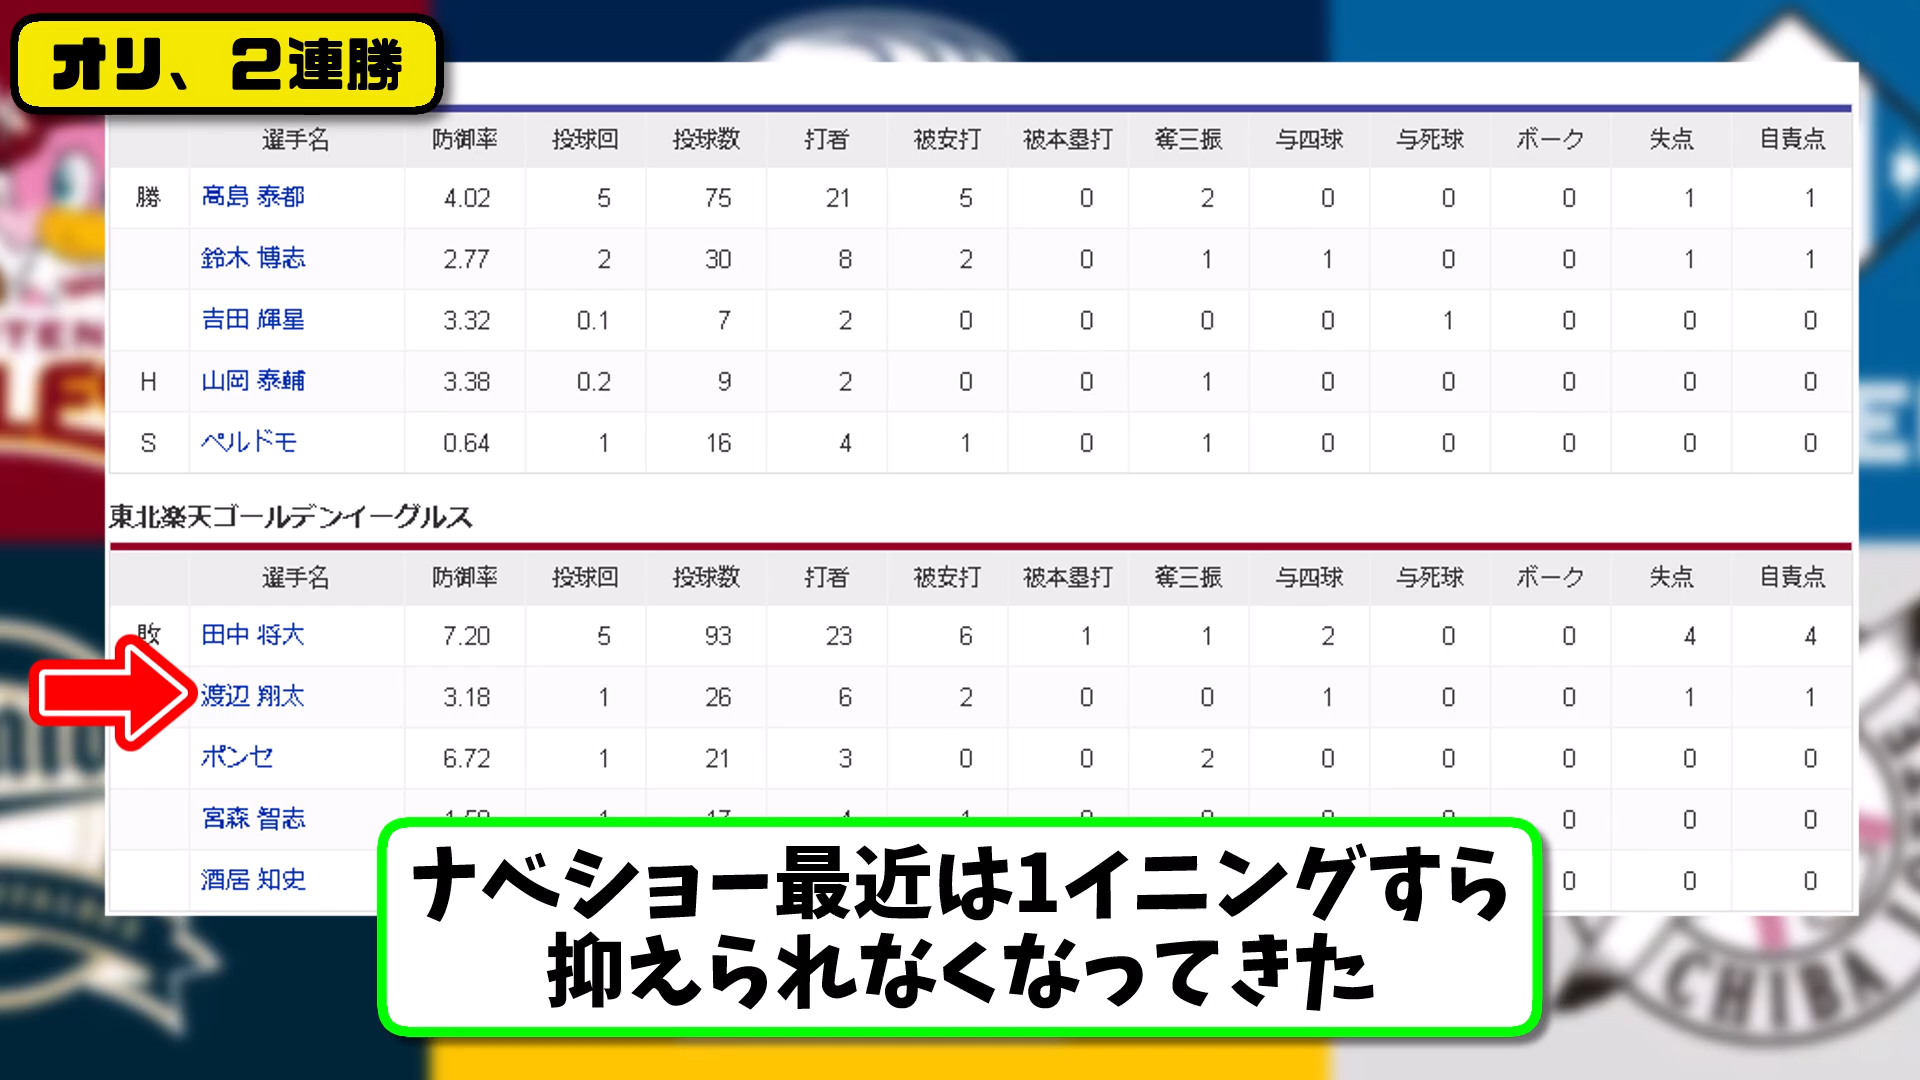 オリ、2連勝
選手名 防御率 投球回 投球数 打者 被安打 被本塁打 奪三振 与四球 与死球 ボーク 失点 自責点
勝 髙島 泰都 4.02 5 75 21 5 0 2 0 0 0 1 1
鈴木 博志 2.77 2 30 8 2 0 1 1 0 0 1 1
吉田 輝星 3.32 0.1 7 2 0 0 0 0 1 0 0 0
H 山岡 泰輔 3.38 0.2 9 2 0 0 1 0 0 0 0 0
S ペルドモ 0.64 1 16 4 1 0 1 0 0 0 0 0
東北楽天ゴールデンイーグルス
選手名 防御率 投球回 投球数 打者 被安打 被本塁打 奪三振 与四球 与死球 ボーク 失点 自責点
敗 田中 将大 7.20 5 93 23 6 1 1 2 0 0 4 4
渡辺 翔太 3.18 1 26 6 2 0 0 1 0 0 1 1
ポンセ 6.72 1 21 3 0 0 2 0 0 0 0 0
宮森 智志 0 0 0
酒居 知史 0 0 0
ナベショー最近は1イニングすら
抑えられなくなってきた
CHIBA